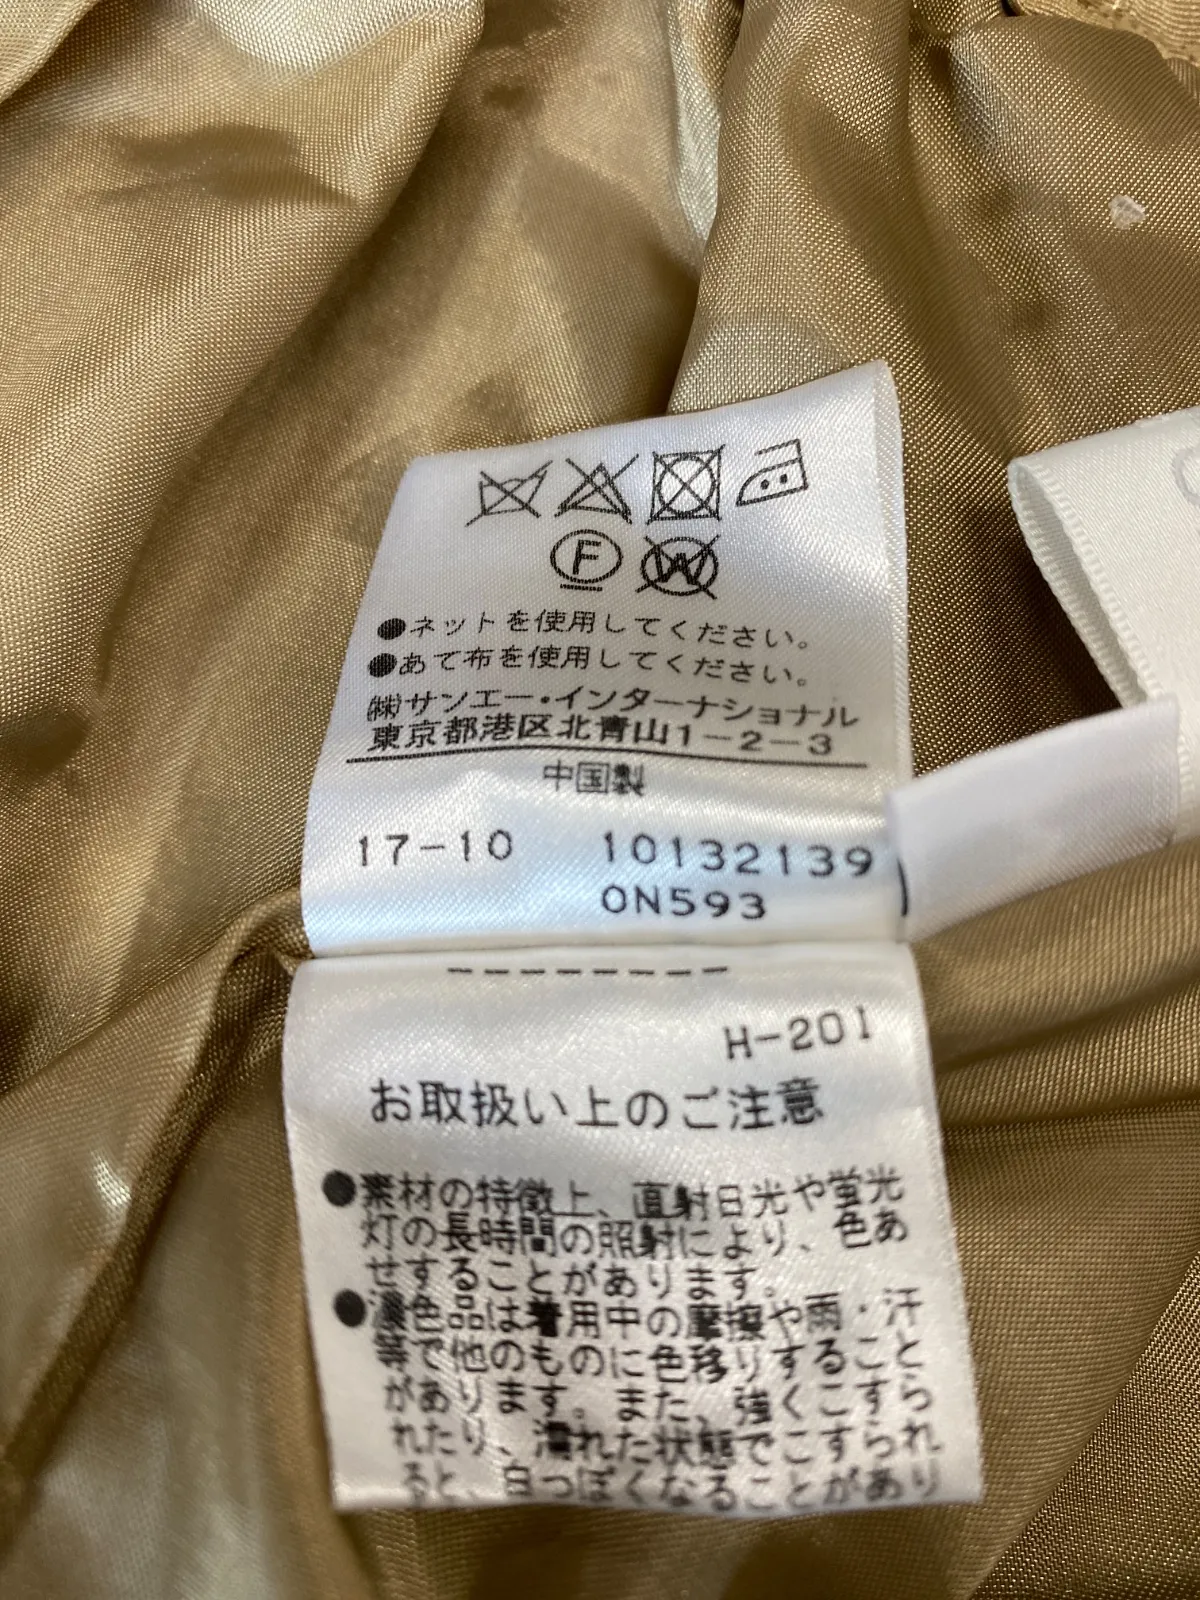 F
W
●ネットを使用してください。
●あて布を使用してください。
㈱サンエー・インターナショナル
東京都港区北青山1-2-3
中国製
17-10 10132139
0N593
H-201
お取扱い上のご注意
●素材の特徴上、直射日光や蛍光
灯の長時間の照射により、色あ
せすることがあります。
●濃色品は着用中の摩擦や雨・汗
等で他のものに色移りすること
があります。また、強くこすら
れたり、濡れた状態でこすられ
ると、白っぽくなることがあり